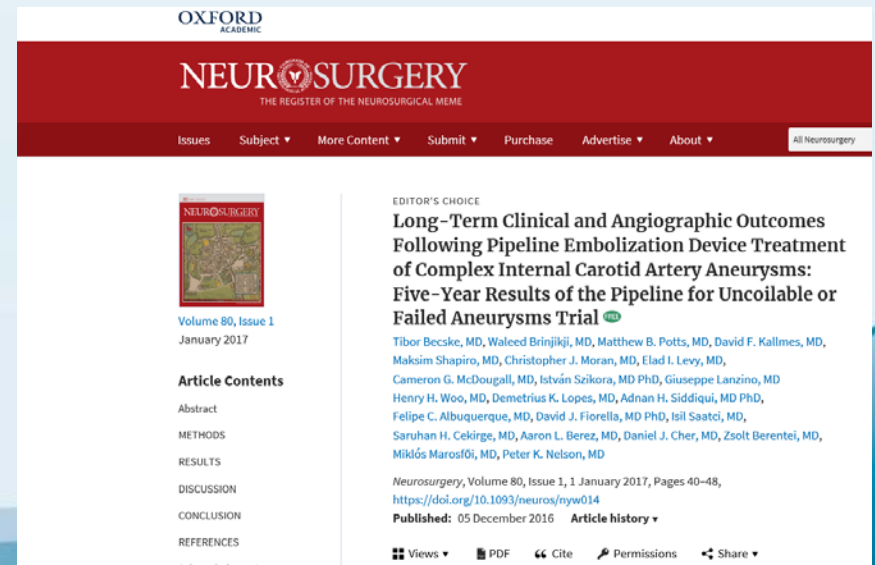 OXFORD
ACADEMIC
NEUROSURGERY
THE REGISTER OF THE NEUROSURGICAL MEME
Issues Subject ▼ More Content ▼ Submit ▼ Purchase Advertise ▼ About ▼ All Neurosurgery
NEUROSURGERY
Volume 80, Issue 1
January 2017
Article Contents
Abstract
METHODS
RESULTS
DISCUSSION
CONCLUSION
REFERENCES
EDITOR'S CHOICE
Long-Term Clinical and Angiographic Outcomes
Following Pipeline Embolization Device Treatment
of Complex Internal Carotid Artery Aneurysms:
Five-Year Results of the Pipeline for Uncoilable or
Failed Aneurysms Trial FREE
Tibor Becske, MD, Waleed Brinjikji, MD, Matthew B. Potts, MD, David F. Kallmes, MD,
Maksim Shapiro, MD, Christopher J. Moran, MD, Elad I. Levy, MD,
Cameron G. McDougall, MD, István Szikora, MD PhD, Giuseppe Lanzino, MD
Henry H. Woo, MD, Demetrius K. Lopes, MD, Adnan H. Siddiqui, MD PhD,
Felipe C. Albuquerque, MD, David J. Fiorella, MD PhD, Isil Saatci, MD,
Saruhan H. Cekirge, MD, Aaron L. Berez, MD, Daniel J. Cher, MD, Zsolt Berentei, MD,
Miklós Marosfői, MD, Peter K. Nelson, MD
Neurosurgery, Volume 80, Issue 1, 1 January 2017, Pages 40–48,
https://doi.org/10.1093/neuros/nyw014
Published: 05 December 2016 Article history ▼
Views ▼ PDF Cite Permissions Share ▼